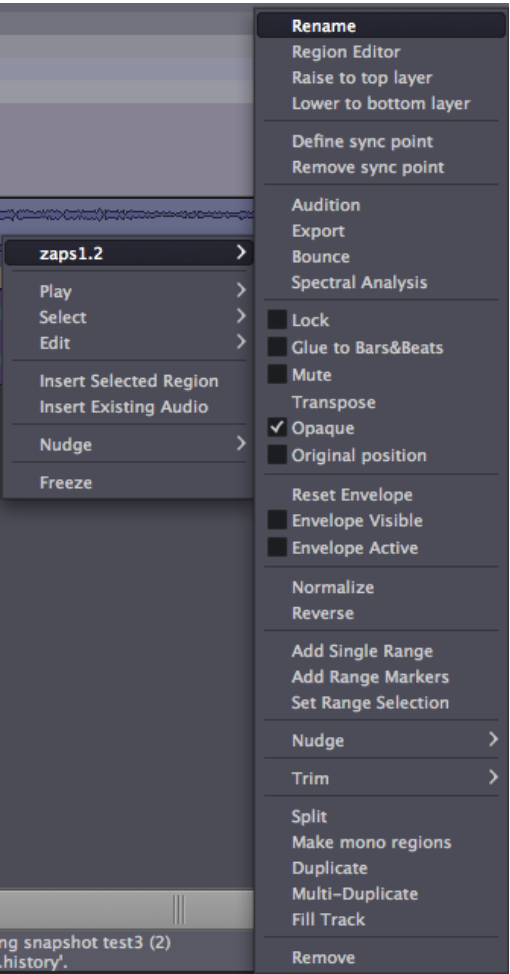 zaps1.2
Play
Select
Edit
Insert Selected Region
Insert Existing Audio
Nudge
Freeze
Rename
Region Editor
Raise to top layer
Lower to bottom layer
Define sync point
Remove sync point
Audition
Export
Bounce
Spectral Analysis
Lock
Glue to Bars&Beats
Mute
Transpose
Opaque
Original position
Reset Envelope
Envelope Visible
Envelope Active
Normalize
Reverse
Add Single Range
Add Range Markers
Set Range Selection
Nudge
Trim
Split
Make mono regions
Duplicate
Multi-Duplicate
Fill Track
Remove
ng snapshot test3 (2)
.history'.